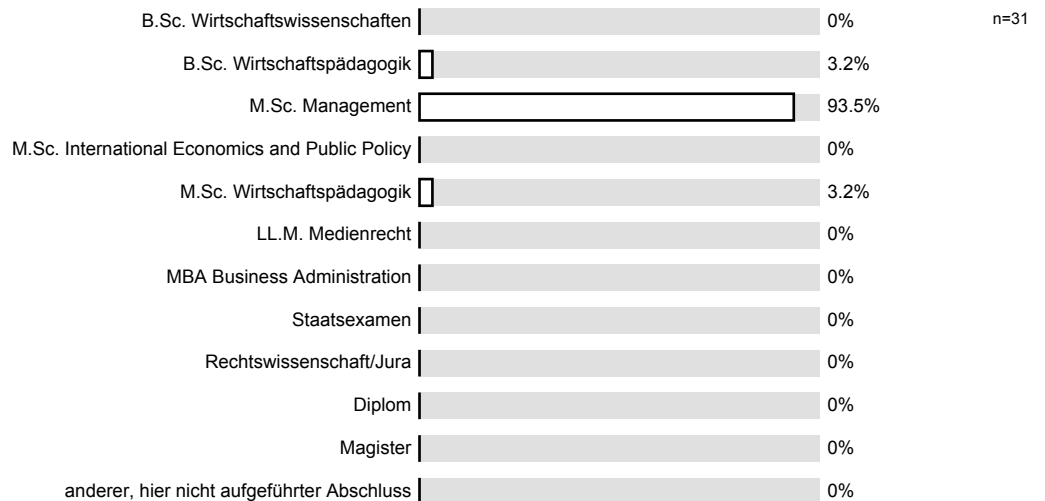 B.Sc. Wirtschaftswissenschaften 0% n=31
B.Sc. Wirtschaftspädagogik 3.2%
M.Sc. Management 93.5%
M.Sc. International Economics and Public Policy 0%
M.Sc. Wirtschaftspädagogik 3.2%
LL.M. Medienrecht 0%
MBA Business Administration 0%
Staatsexamen 0%
Rechtswissenschaft/Jura 0%
Diplom 0%
Magister 0%
anderer, hier nicht aufgeführter Abschluss 0%